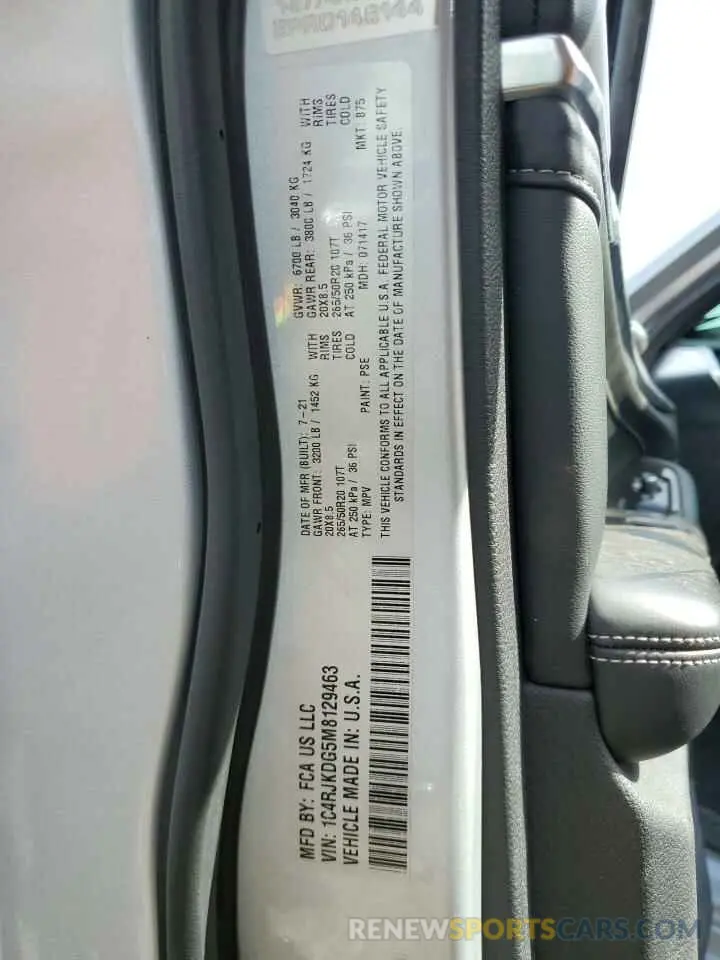 MFD BY: FCA US LLC
VIN: 1C4RJKDG5M8129463
VEHICLE MADE IN: U.S.A.
DATE OF MFR (BUILT): 7-21
GAWR FRONT: 3200 LB / 1452 KG WITH
20X8.5 RIMS
265/50R20 107T TIRES
AT 250 kPa / 36 PSI COLD
TYPE: MPV PAINT: PSE
GVWR: 6700 LB / 3040 KG
GAWR REAR: 3800 LB / 1724 KG WITH
20X8.5 RIMS
265/50R20 107T TIRES
AT 250 kPa / 36 PSI COLD
MDH: 071417 MKT: B75
THIS VEHICLE CONFORMS TO ALL APPLICABLE U.S.A. FEDERAL MOTOR VEHICLE SAFETY
STANDARDS IN EFFECT ON THE DATE OF MANUFACTURE SHOWN ABOVE.
RENEWSPORTCARS.COM